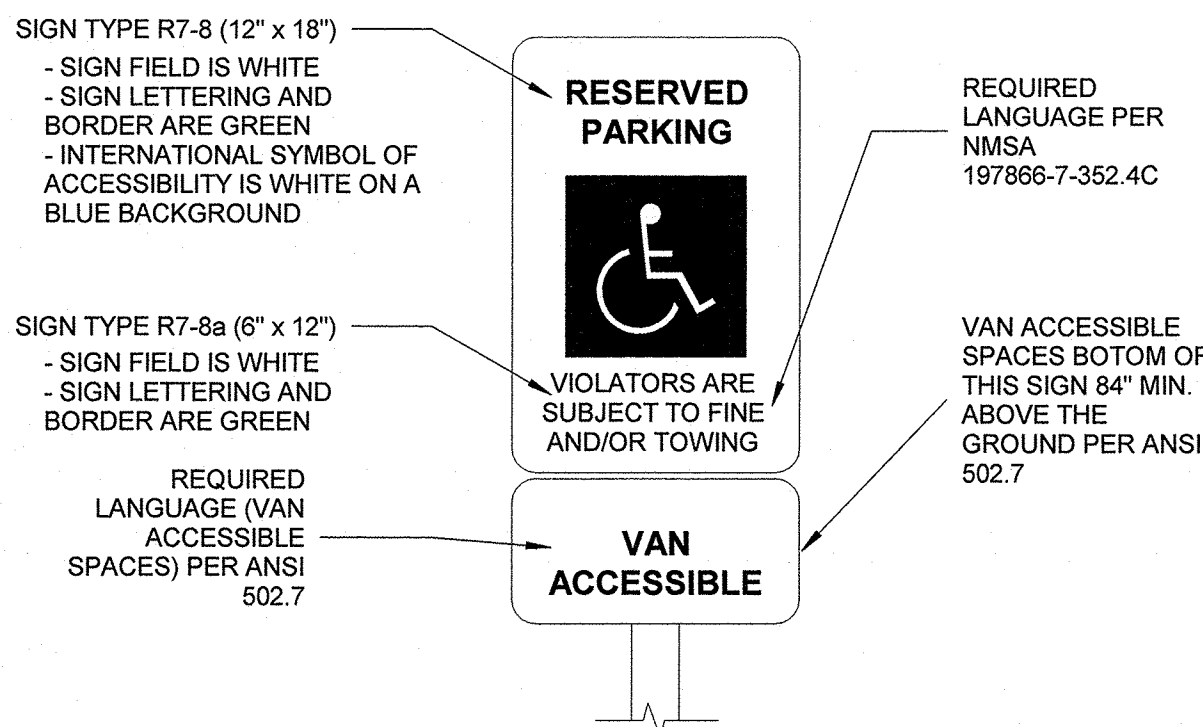 SIGN TYPE R7-8 (12" x 18")
- SIGN FIELD IS WHITE
- SIGN LETTERING AND
BORDER ARE GREEN
- INTERNATIONAL SYMBOL OF
ACCESSIBILITY IS WHITE ON A
BLUE BACKGROUND
SIGN TYPE R7-8a (6" x 12")
- SIGN FIELD IS WHITE
- SIGN LETTERING AND
BORDER ARE GREEN
REQUIRED
LANGUAGE (VAN
ACCESSIBLE
SPACES) PER ANSI
502.7
RESERVED
PARKING
VIOLATORS ARE
SUBJECT TO FINE
AND/OR TOWING
VAN
ACCESSIBLE
REQUIRED
LANGUAGE PER
NMSA
197866-7-352.4C
VAN ACCESSIBLE
SPACES BOTOM OF
THIS SIGN 84" MIN.
ABOVE THE
GROUND PER ANSI
502.7